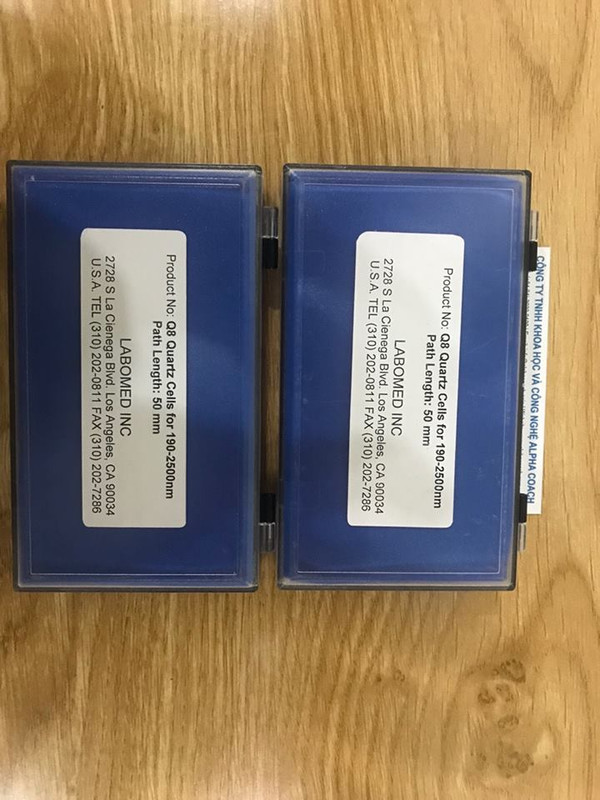 Product No: Q8 Quartz Cells for 190-2500nm
Path Length: 50 mm
LABOMED INC
2728 S La Cienega Blvd. Los Angeles, CA 90034
U.S.A. TEL (310) 202-0811 FAX (310) 202-7286
Product No: Q8 Quartz Cells for 190-2500nm
Path Length: 50 mm
LABOMED INC
2728 S La Cienega Blvd. Los Angeles, CA 90034
U.S.A. TEL (310) 202-0811 FAX (310) 202-7286
CÔNG TY TNHH KHOA HỌC VÀ CÔNG NGHỆ ALPHA COACH